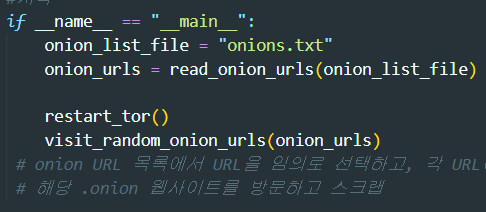 if __name__ == "__main__":
onion_list_file = "onions.txt"
onion_urls = read_onion_urls(onion_list_file)
restart_tor()
visit_random_onion_urls(onion_urls)
# onion URL 목록에서 URL을 임의로 선택하고, 각 URL
# 해당 .onion 웹사이트를 방문하고 스크랩